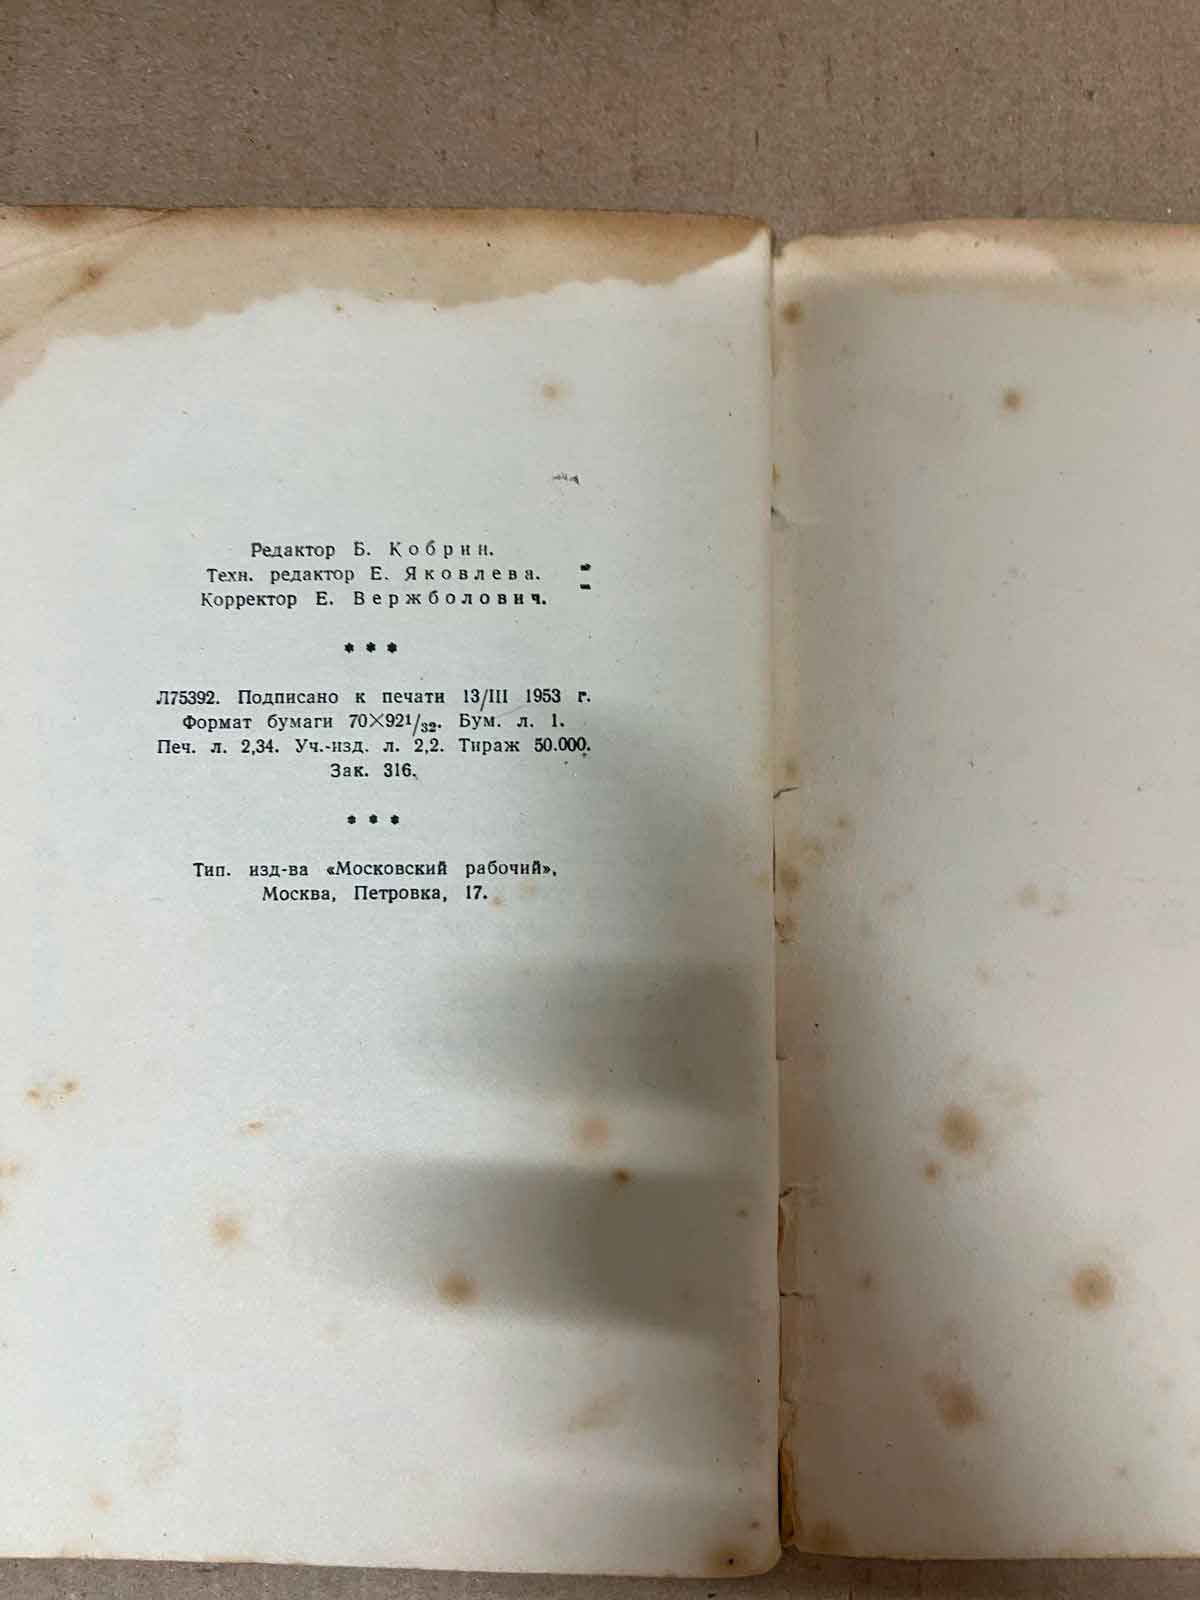 Редактор Б. Кобрин.
Техн. редактор Е. Яковлева.
Корректор Е. Вержболович.
* * *
Л75392. Подписано к печати 13/III 1953 г.
Формат бумаги 70×92¹/₃₂. Бум. л. 1.
Печ. л. 2,34. Уч.-изд. л. 2,2. Тираж 50.000.
Зак. 316.
* * *
Тип. изд-ва «Московский рабочий»,
Москва, Петровка, 17.